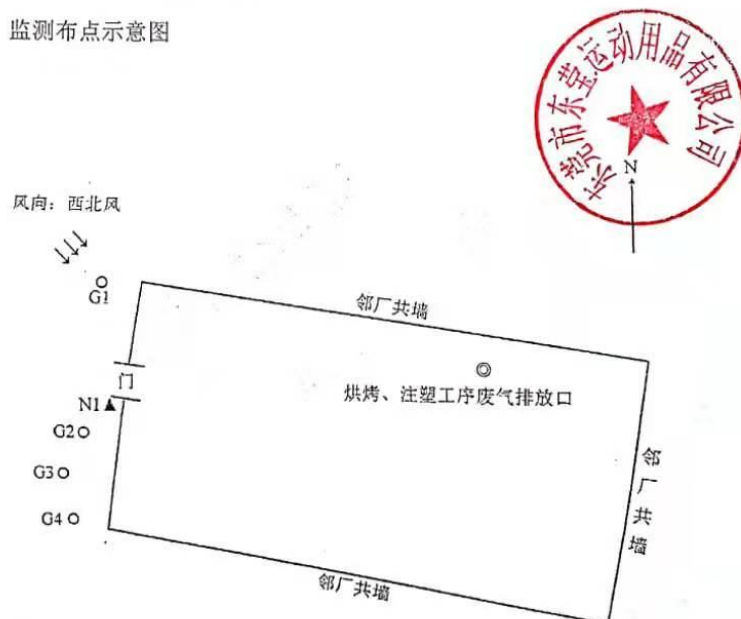 监测布点示意图
东莞市东堡运动用品有限公司
N
风向：西北风
G1
邻厂共墙
门
烘烤、注塑工序废气排放口
N1
G2
G3
G4
邻厂共墙
邻厂共墙